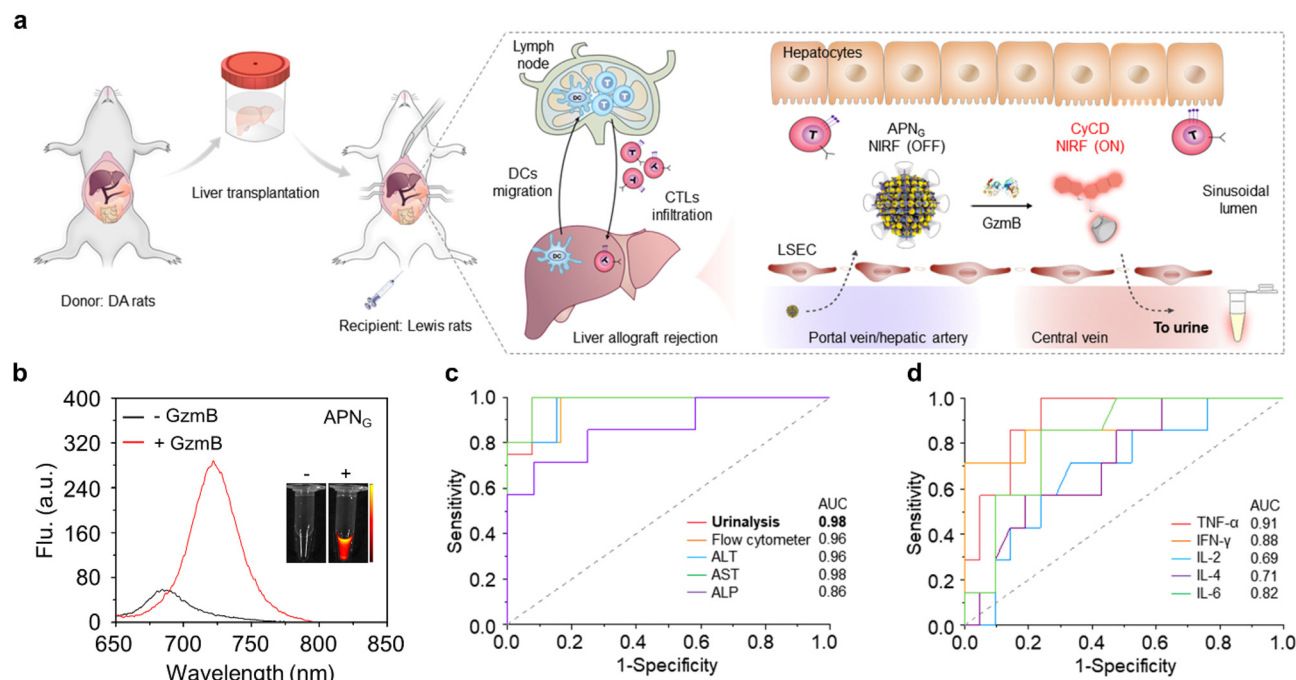 a
Lymph
node
DC
T
T
T
Liver transplantation
DCs
migration
CTLs
infiltration
T
T
T
DC
T
Donor: DA rats
Recipient: Lewis rats
Liver allograft rejection
Hepatocytes
T
APNG
NIRF (OFF)
CyCD
NIRF (ON)
T
GzmB
Sinusoidal
lumen
LSEC
Portal vein/hepatic artery
Central vein
To urine
b
400
320
240
160
80
0
Flu. (a.u.)
- GzmB
+ GzmB
APNG
- +
650 700 750 800 850
Wavelength (nm)
c
1.0
0.8
0.6
0.4
0.2
0.0
Sensitivity
AUC
Urinalysis 0.98
Flow cytometer 0.96
ALT 0.96
AST 0.98
ALP 0.86
0.0 0.2 0.4 0.6 0.8 1.0
1-Specificity
d
1.0
0.8
0.6
0.4
0.2
0.0
Sensitivity
AUC
TNF-α 0.91
IFN-γ 0.88
IL-2 0.69
IL-4 0.71
IL-6 0.82
0.0 0.2 0.4 0.6 0.8 1.0
1-Specificity